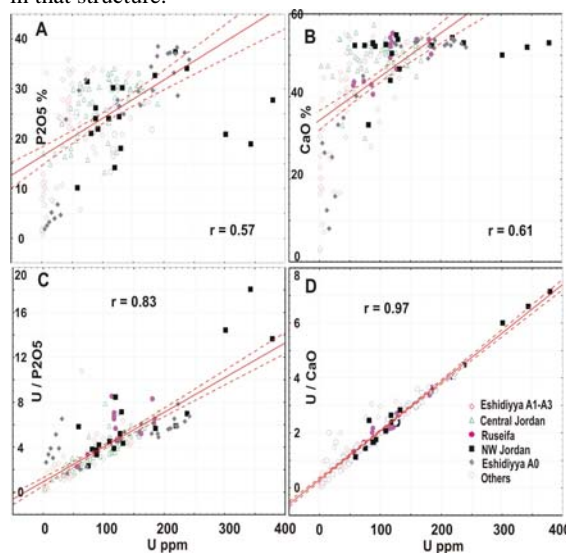 in that structure.
A
P2O5 %
40
30
20
10
0
r = 0.57
B
CaO %
60
40
20
0
r = 0.61
C
U / P2O5
20
16
12
8
4
0
r = 0.83
0 100 200 300 400
U ppm
D
U / CaO
8
6
4
2
0
r = 0.97
Eshidiyya A1-A3
Central Jordan
Ruseifa
NW Jordan
Eshidiyya A0
Others
0 100 200 300 400
U ppm